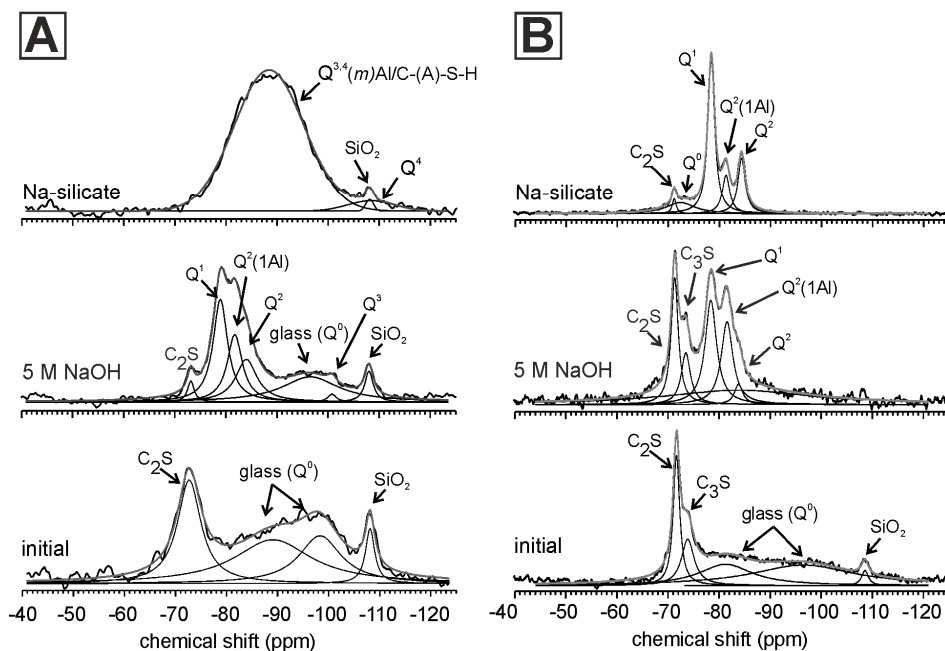 A
Q³,⁴(m)Al/C-(A)-S-H
SiO₂
Q⁴
Na-silicate
Q¹
Q²(1Al)
Q²
C₂S
glass (Q⁰)
Q³
SiO₂
5 M NaOH
C₂S
glass (Q⁰)
SiO₂
initial
-40 -50 -60 -70 -80 -90 -100 -110 -120
chemical shift (ppm)
B
Q¹
Q²(1Al)
Q²
C₂S
Q⁰
Na-silicate
C₃S
Q¹
Q²(1Al)
C₂S
Q²
5 M NaOH
C₂S
C₃S
glass (Q⁰)
SiO₂
initial
-40 -50 -60 -70 -80 -90 -100 -110 -120
chemical shift (ppm)